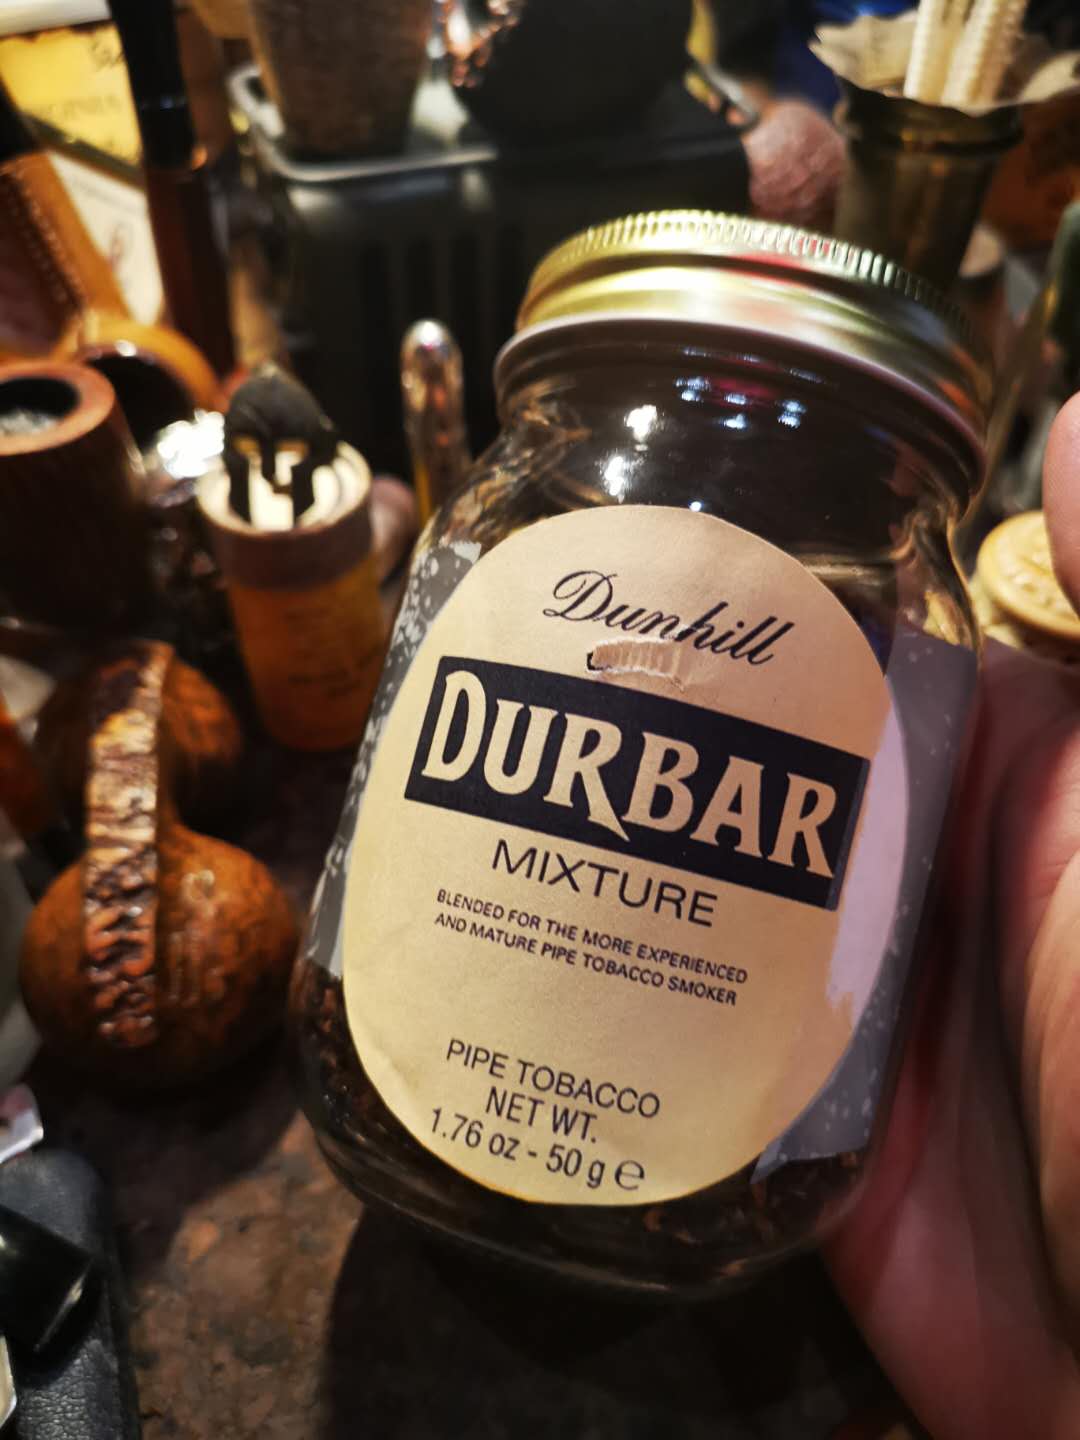 Dunhill
DURBAR
MIXTURE
BLENDED FOR THE MORE EXPERIENCED
AND MATURE PIPE TOBACCO SMOKER
PIPE TOBACCO
NET WT.
1.76 oz - 50 g ℮